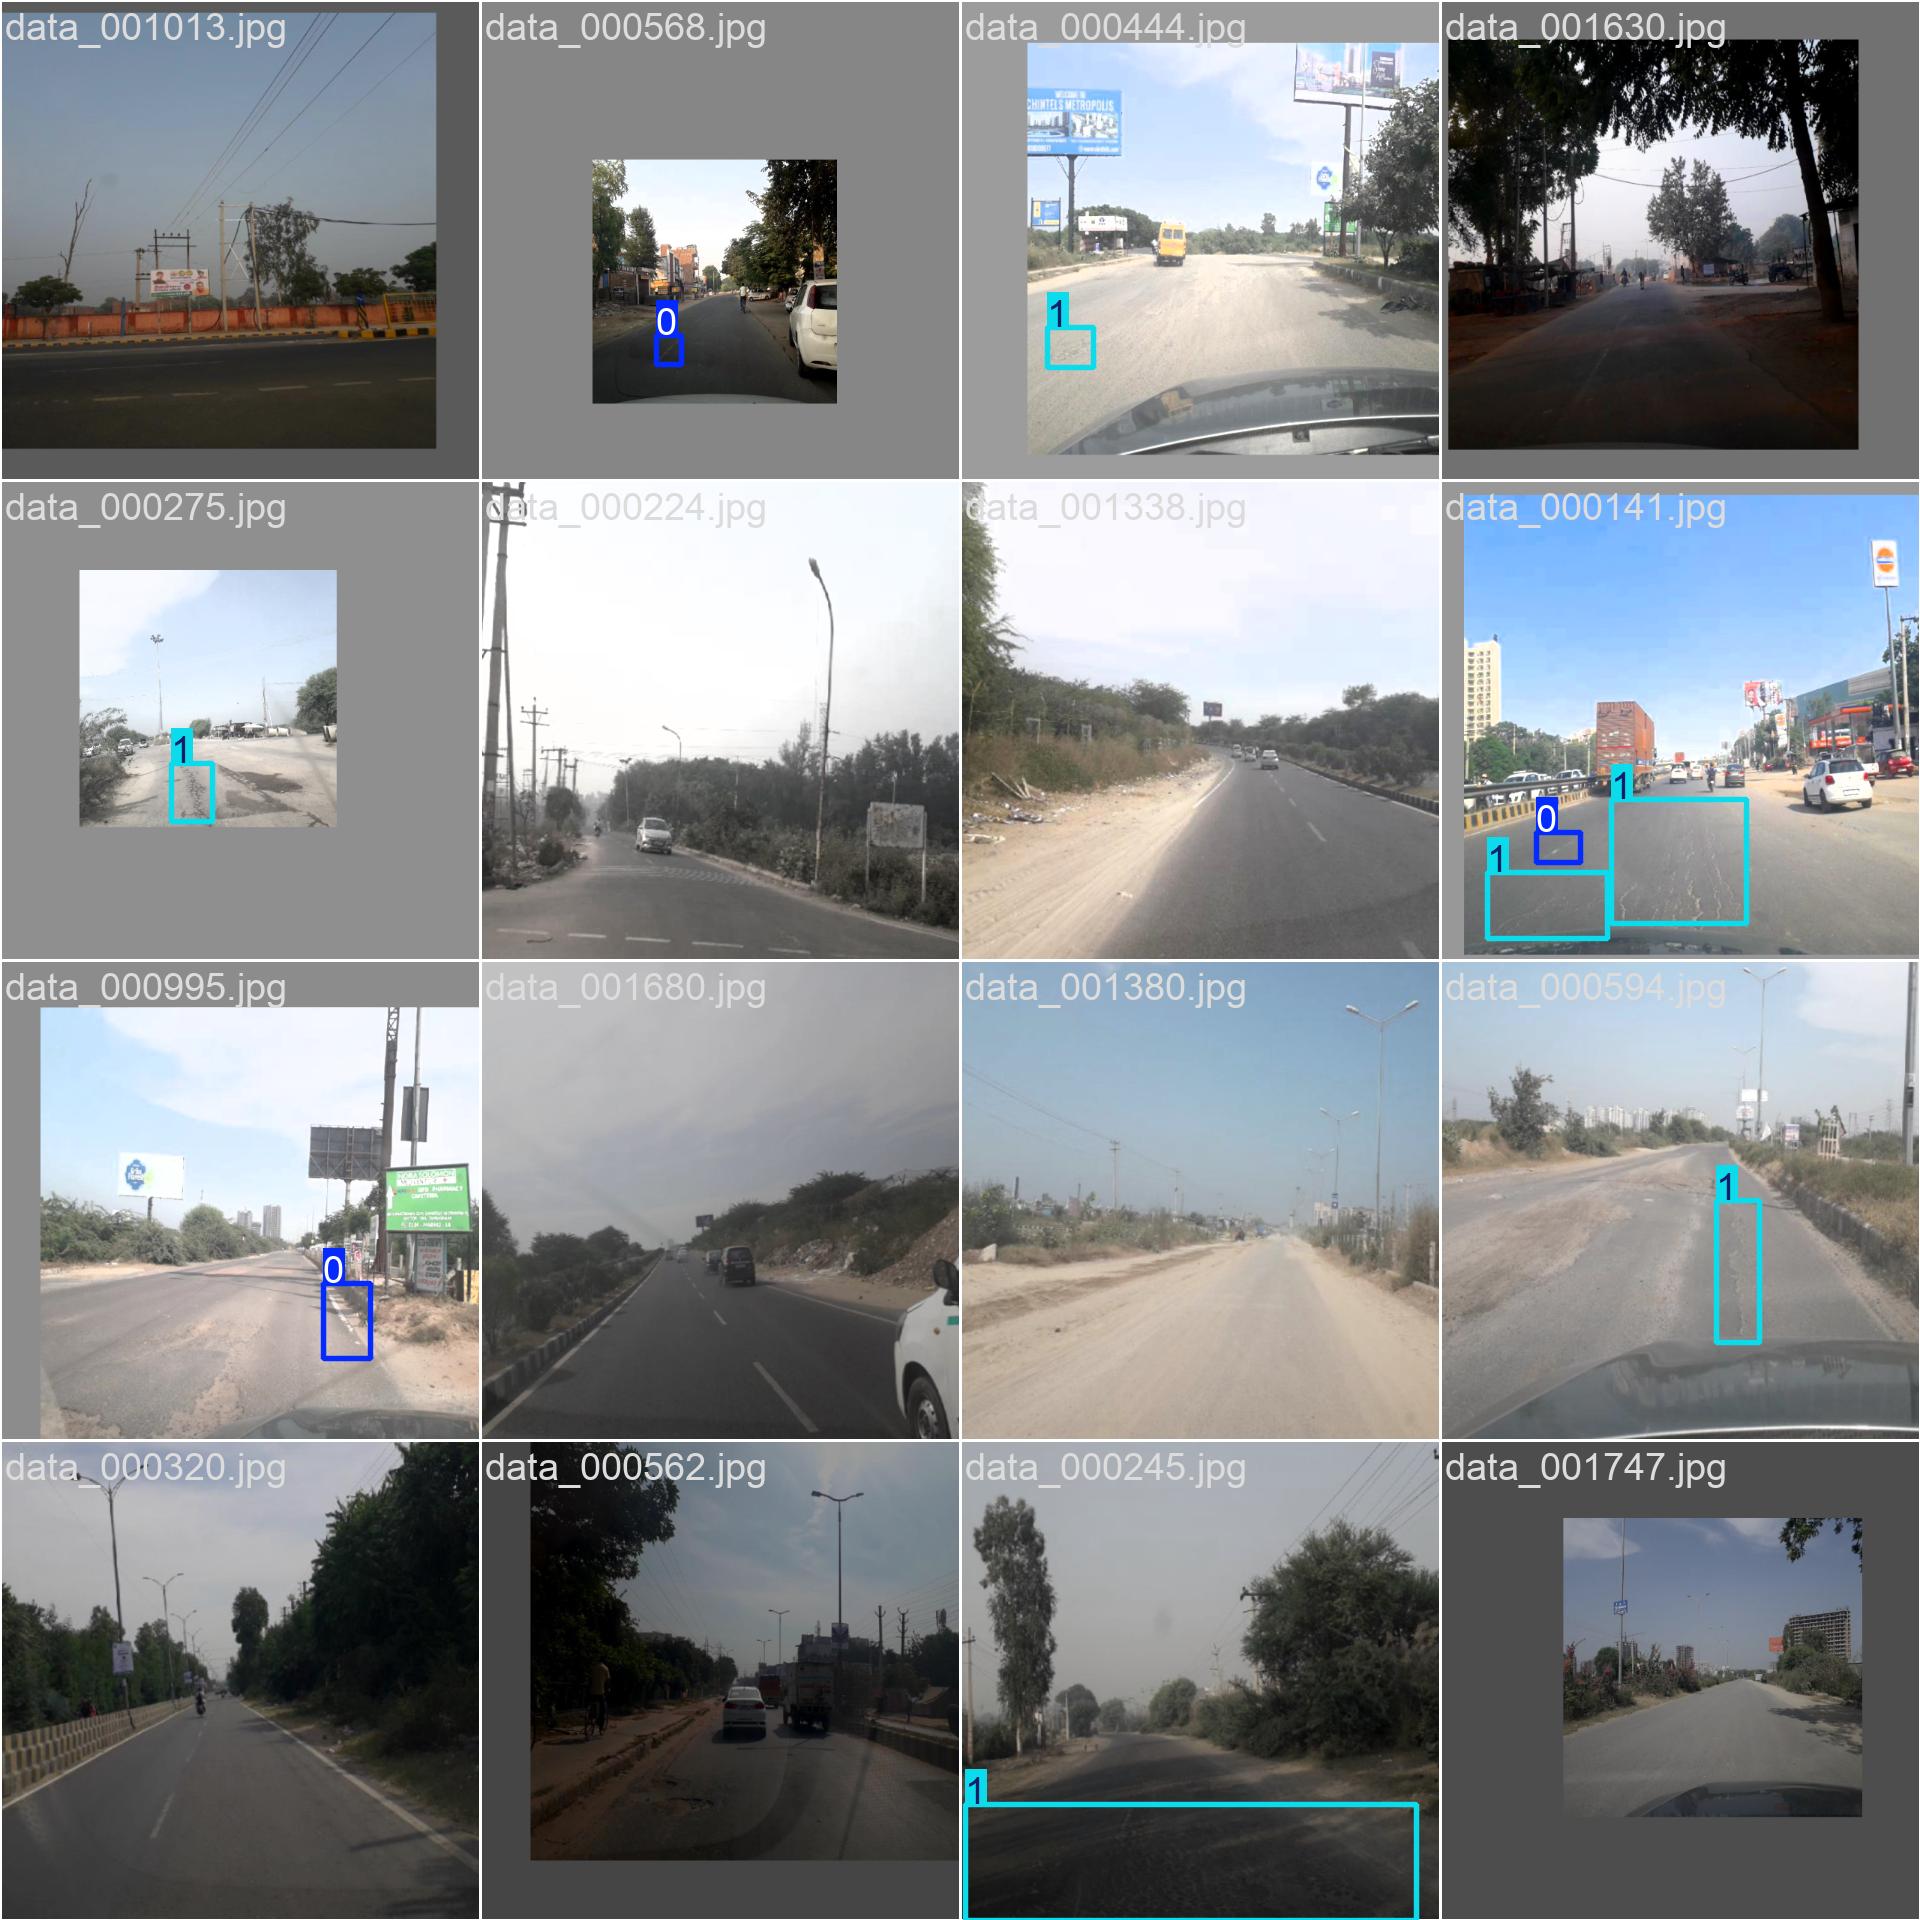 data_001013.jpg
data_000568.jpg
data_000444.jpg
data_001630.jpg
WELCOME TO
CHINTELS METROPOLIS
0
1
data_000275.jpg
data_000224.jpg
data_001338.jpg
data_000141.jpg
1
1
0
1
data_000995.jpg
data_001680.jpg
data_001380.jpg
data_000594.jpg
1
0
data_000320.jpg
data_000562.jpg
data_000245.jpg
data_001747.jpg
1